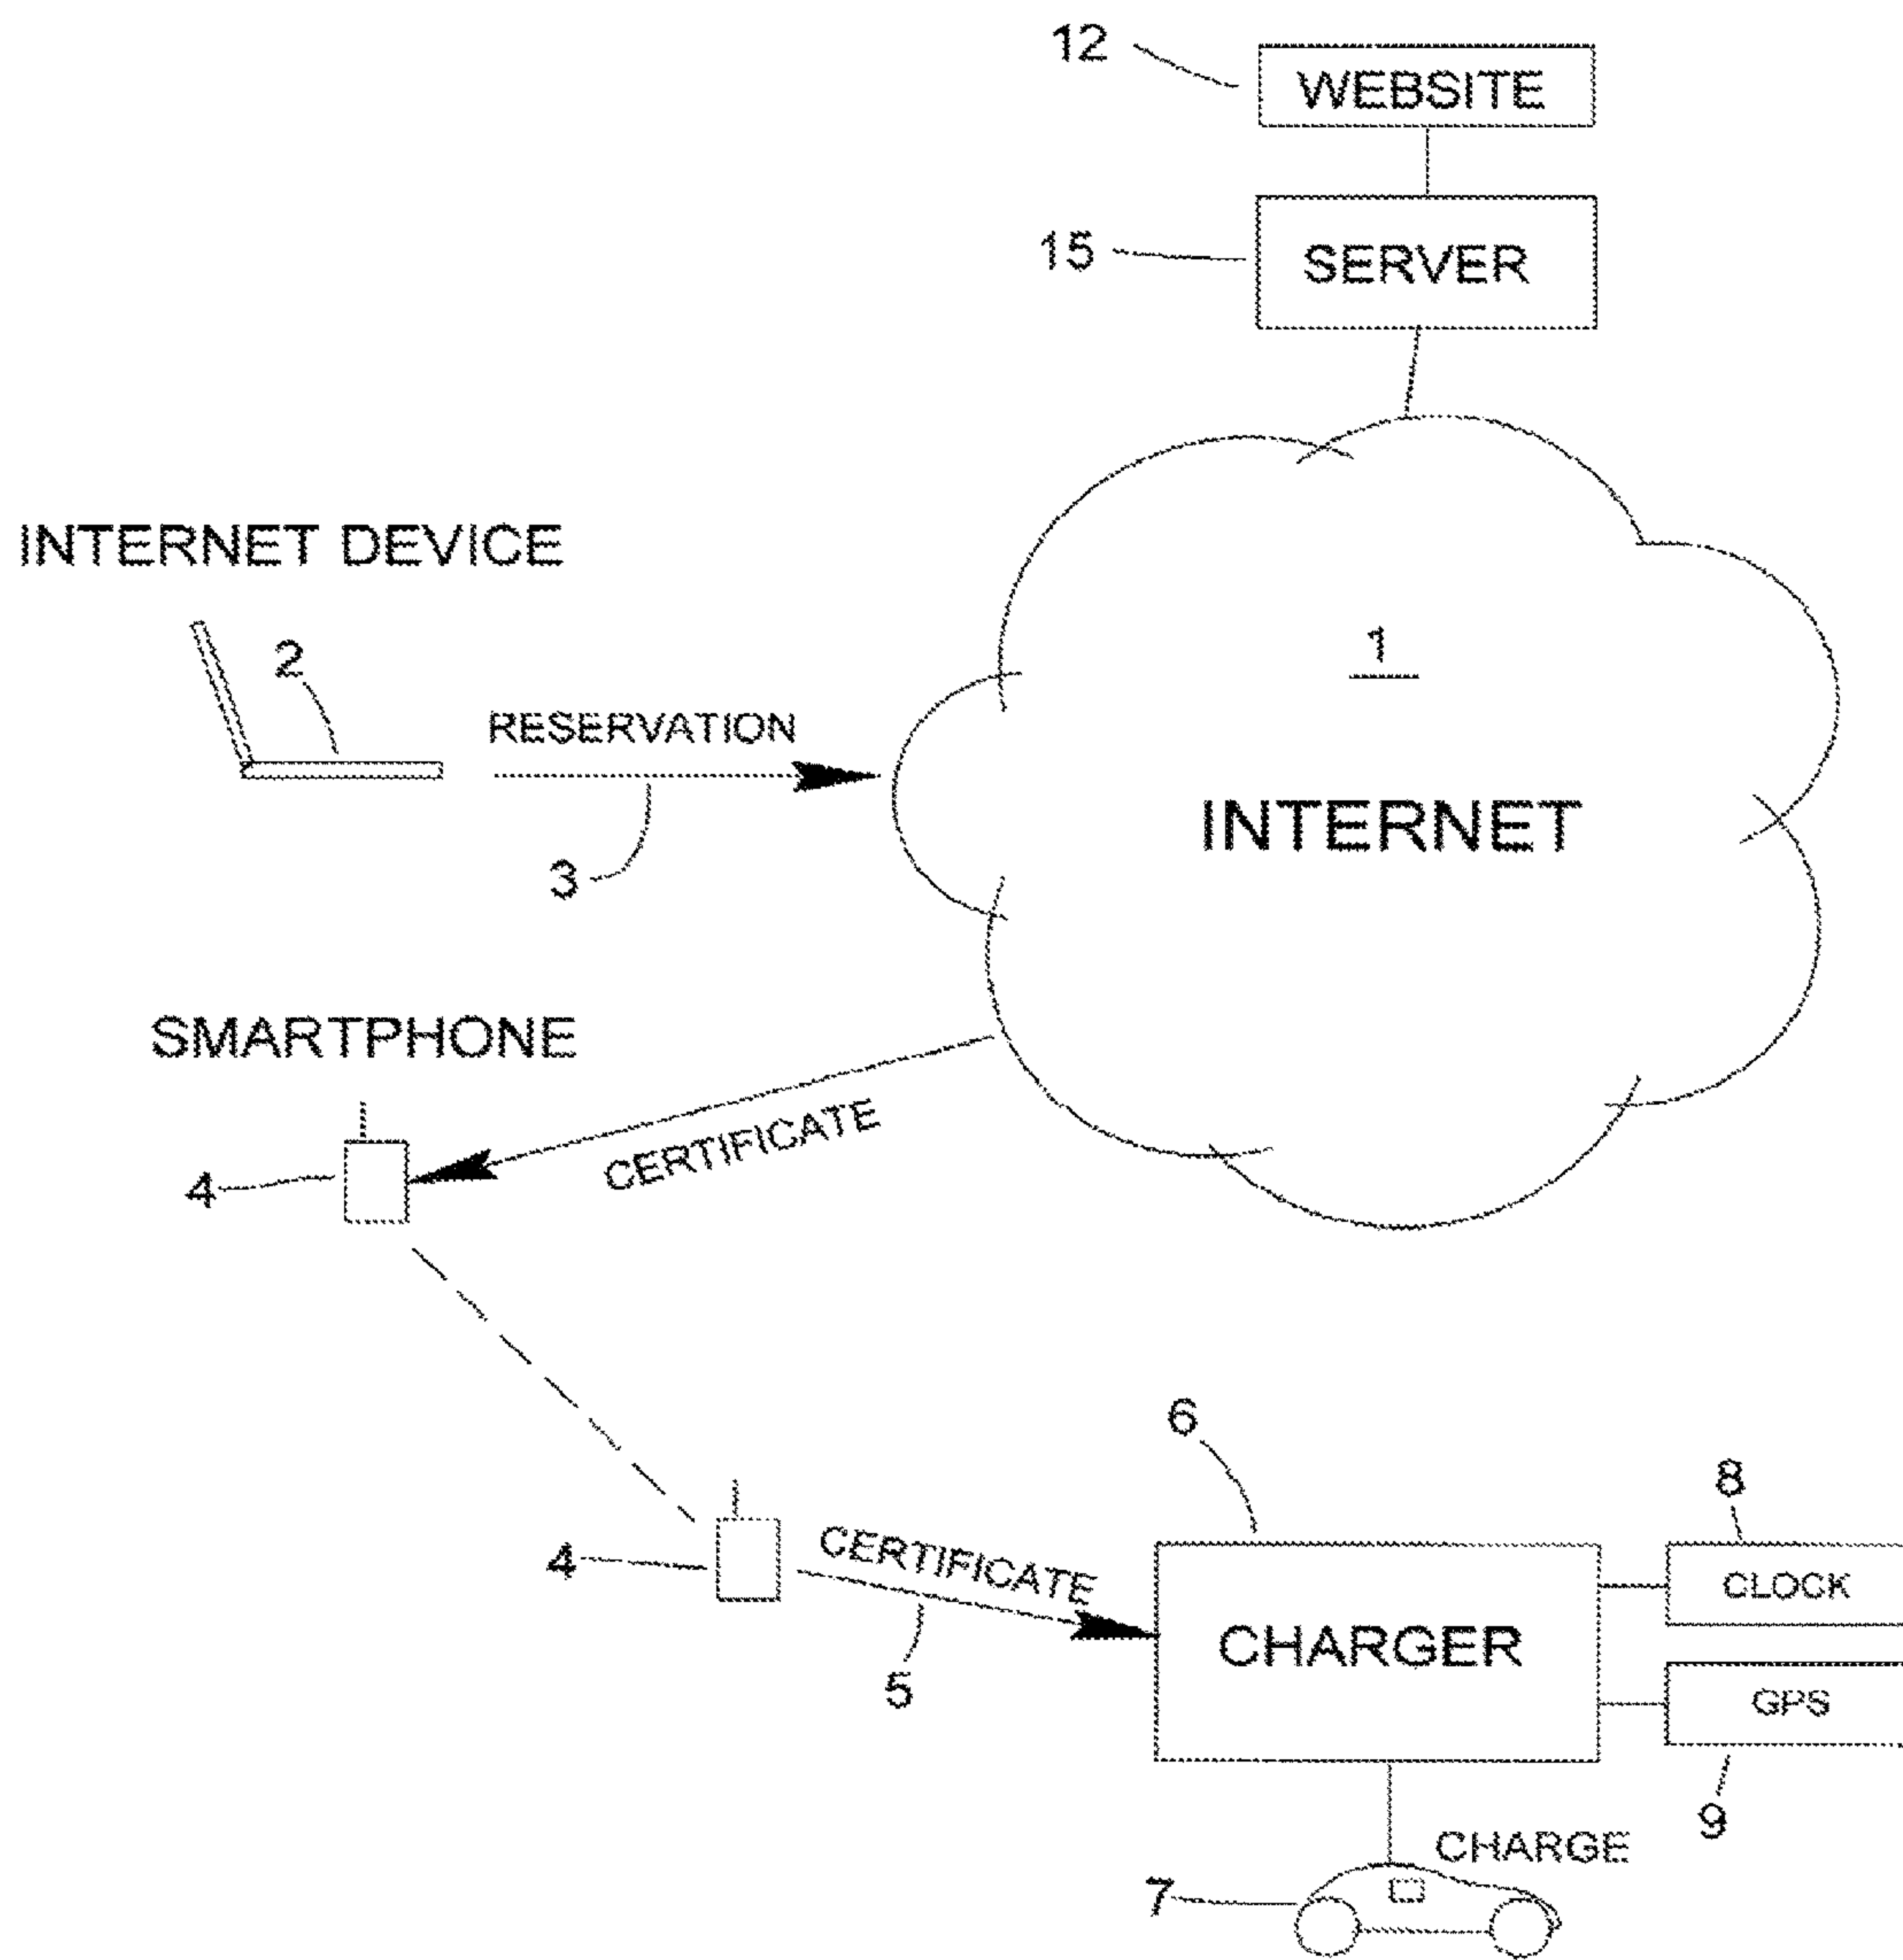 12
WEBSITE
15
SERVER
INTERNET DEVICE
2
1
RESERVATION
INTERNET
3
SMARTPHONE
CERTIFICATE
4
6
8
4
CERTIFICATE
CLOCK
CHARGER
5
GPS
9
CHARGE
7